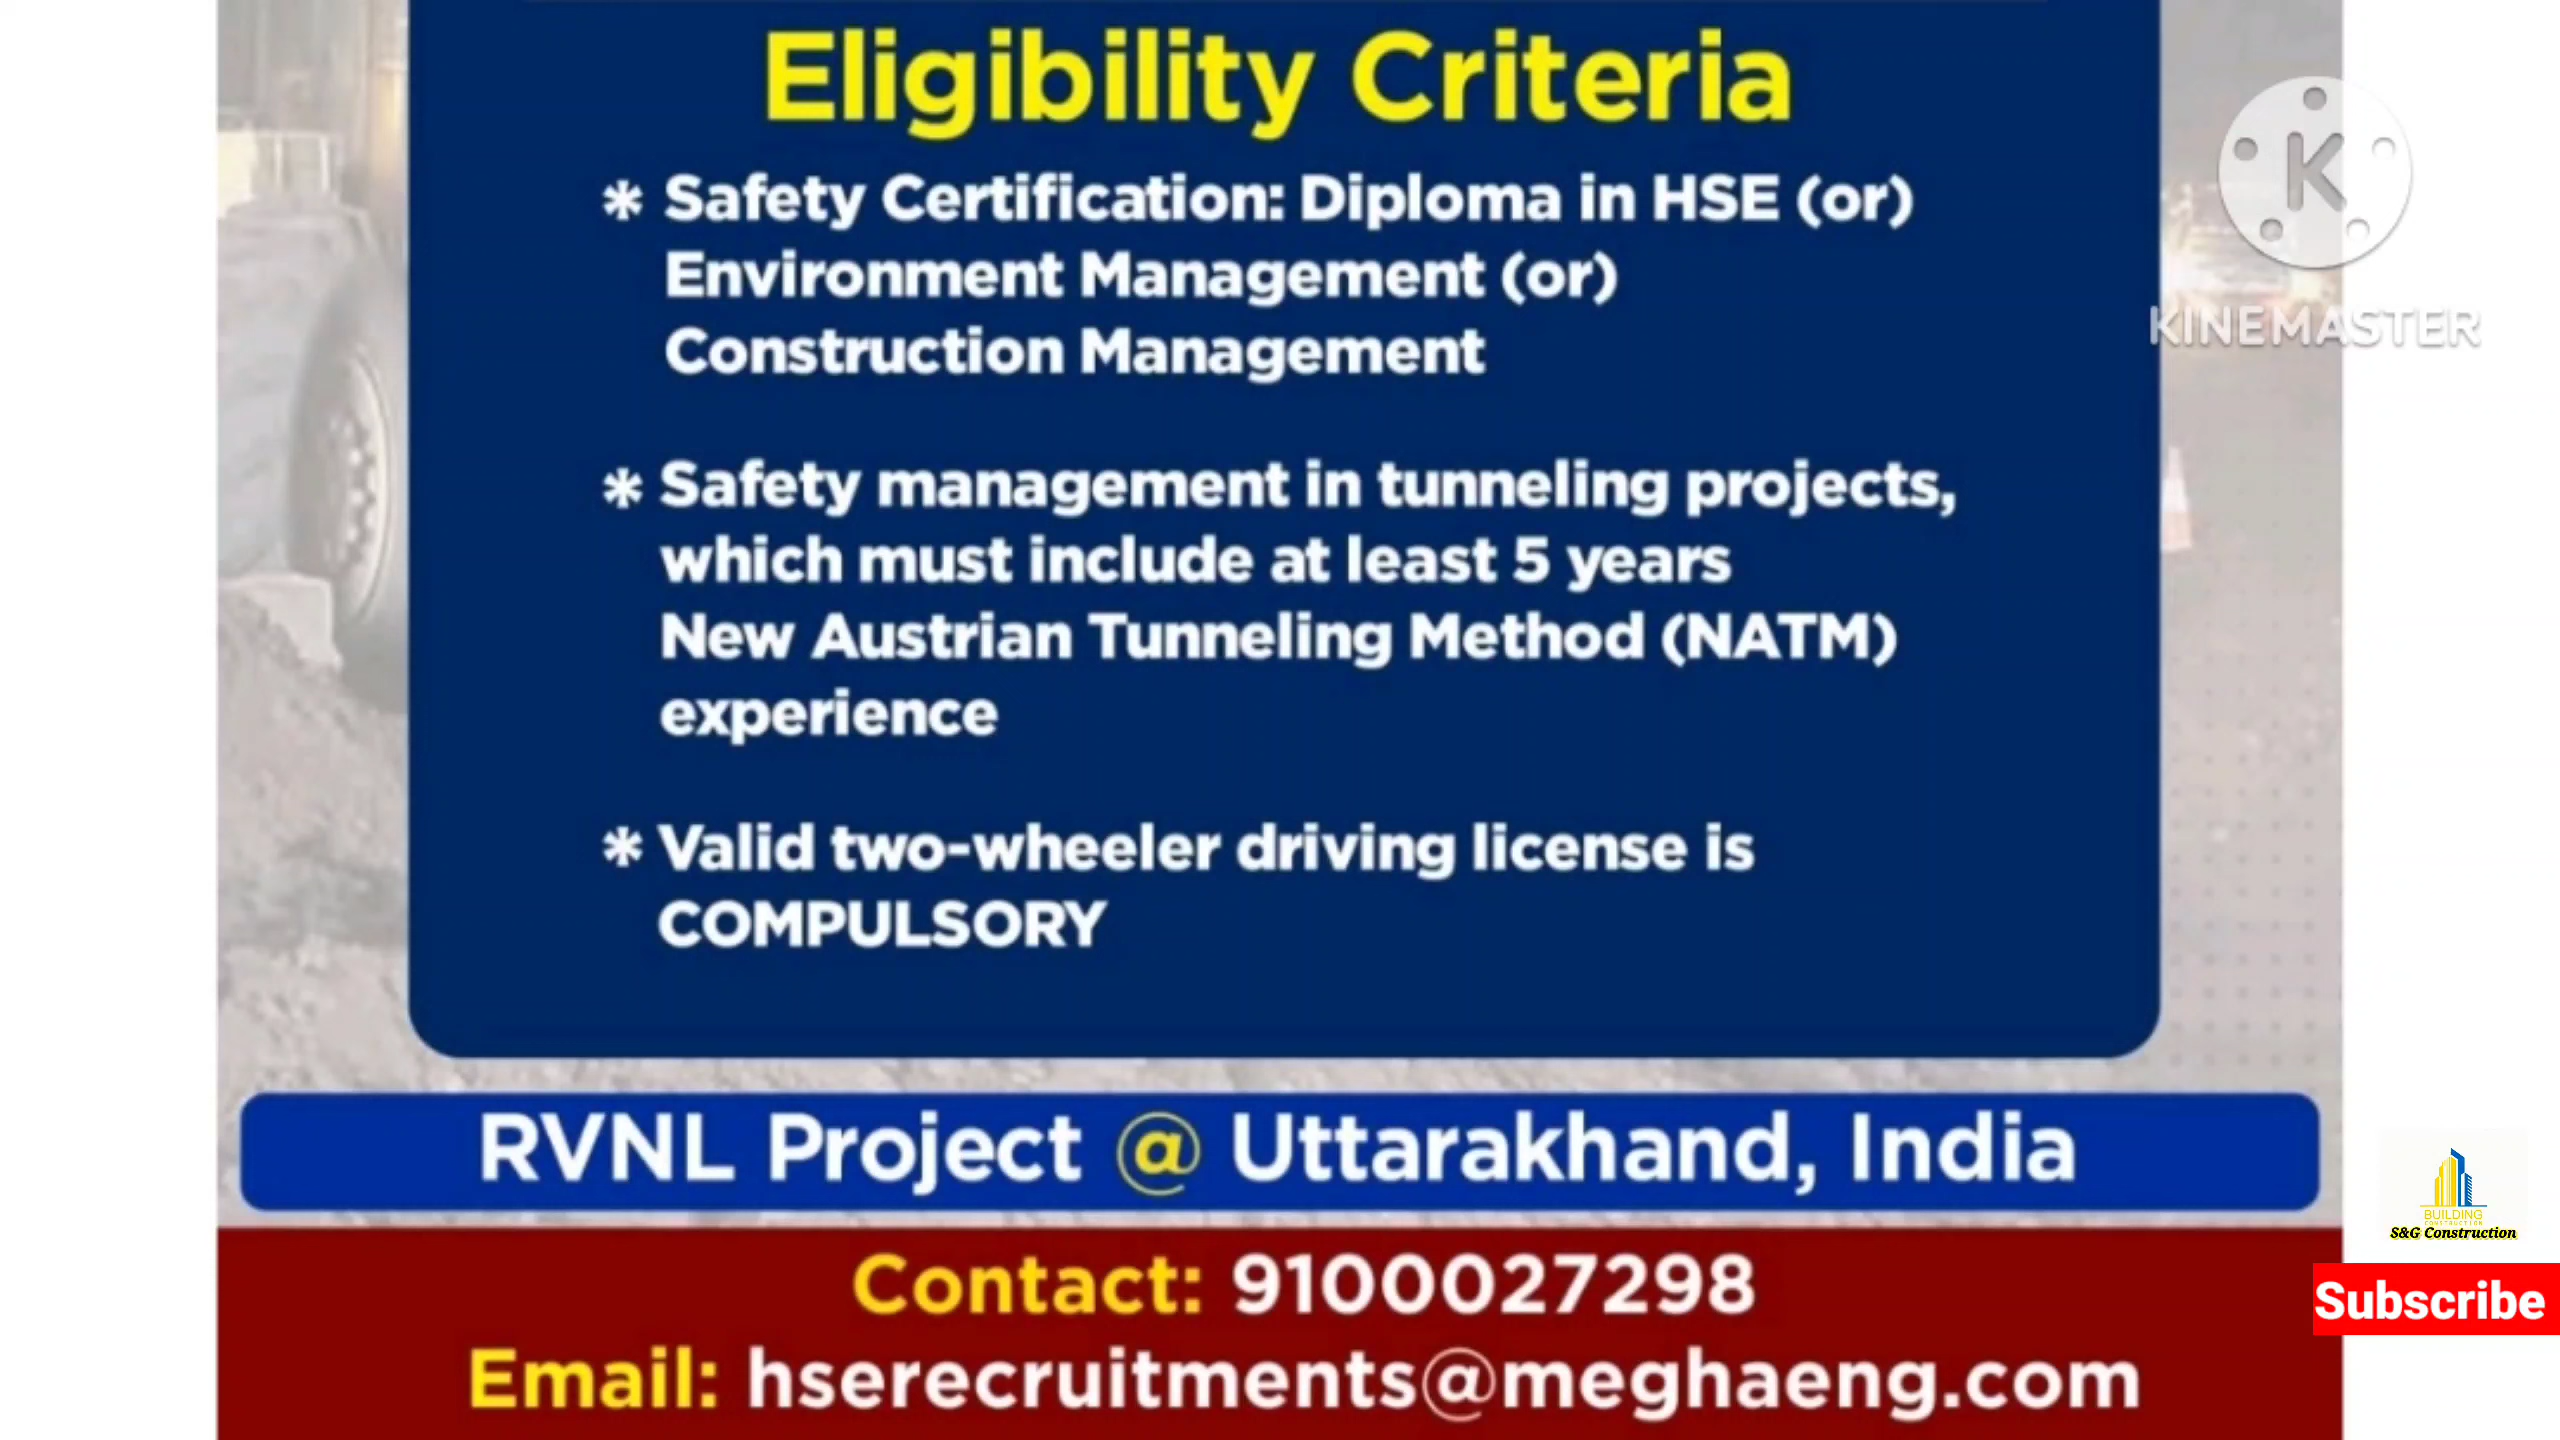 Eligibility Criteria
* Safety Certification: Diploma in HSE (or)
Environment Management (or)
Construction Management
* Safety management in tunneling projects,
which must include at least 5 years
New Austrian Tunneling Method (NATM)
experience
* Valid two-wheeler driving license is
COMPULSORY
RVNL Project @ Uttarakhand, India
Contact: 9100027298
Email: hserecruitments@meghaeng.com
K
KINEMASTER
BUILDING
CONSTRUCTION
S&G Construction
Subscribe